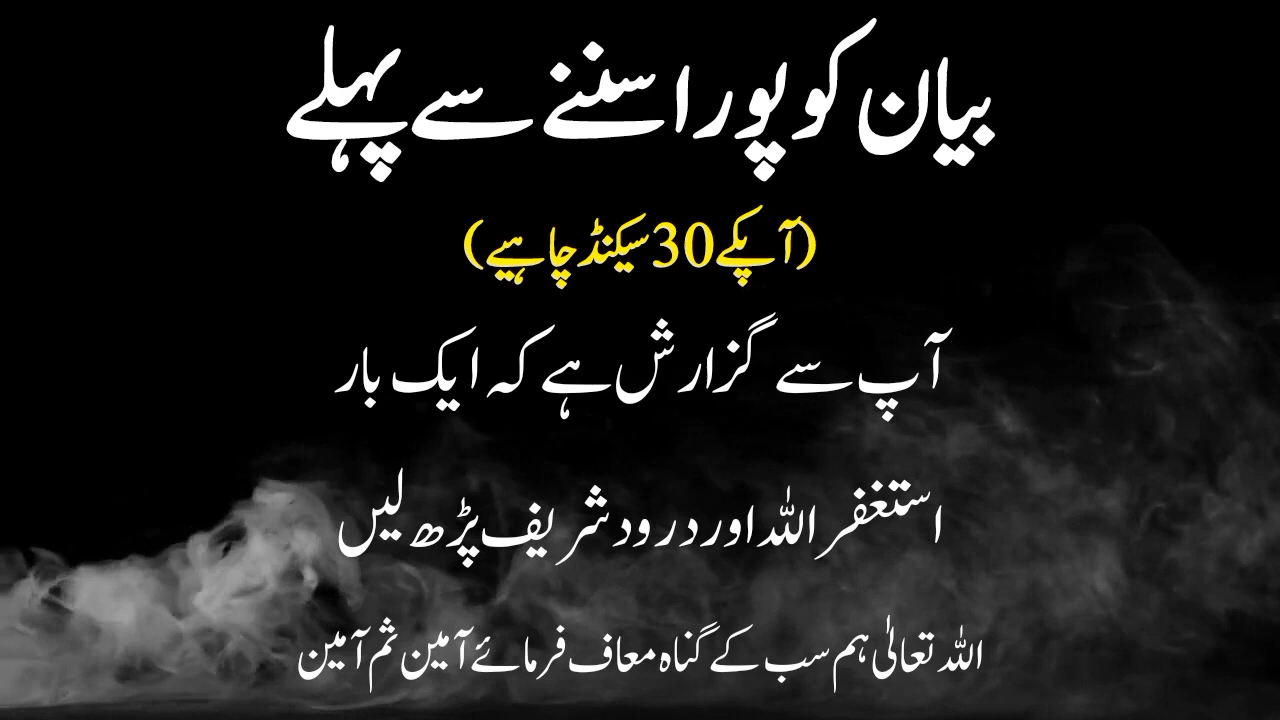 بیان کو پورا سننے سے پہلے
(آپکے 30 سیکنڈ چاہیے)
آپ سے گزارش ہے کہ ایک بار
استغفر اللہ اور درود شریف پڑھ لیں
اللہ تعالٰی ہم سب کے گناہ معاف فرمائے آمین ثم آمین